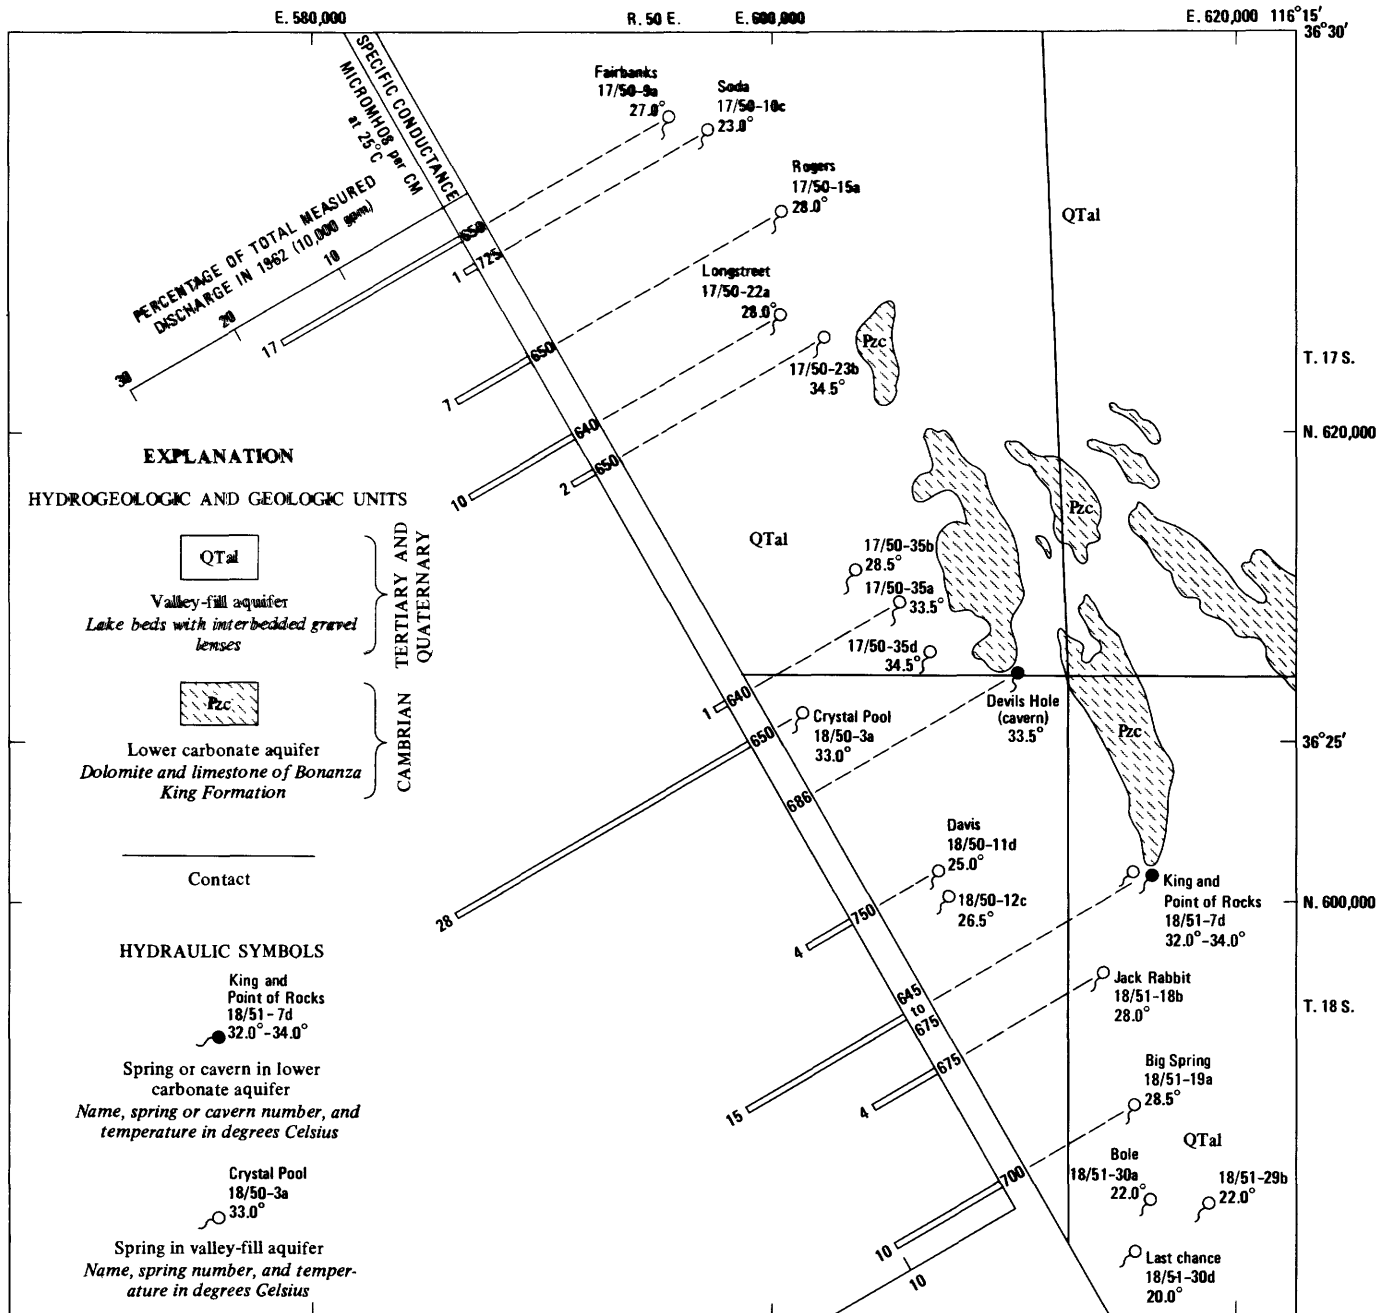 E. 580,000
R. 50 E.
E. 600,000
E. 620,000
116°15′
36°30′
SPECIFIC CONDUCTANCE
MICROMHOS per CM
at 25°C
PERCENTAGE OF TOTAL MEASURED
DISCHARGE IN 1962 (10,000 gpm)
10
20
30
Fairbanks
17/50-9a
27.0°
Soda
17/50-10c
23.0°
Rogers
17/50-15a
28.0°
Longstreet
17/50-22a
28.0°
17/50-23b
34.5°
QTal
Pzc
T. 17 S.
N. 620,000
650
17
725
1
650
7
640
10
650
2
EXPLANATION
HYDROGEOLOGIC AND GEOLOGIC UNITS
QTal
Valley-fill aquifer
Lake beds with interbedded gravel
lenses
TERTIARY AND
QUATERNARY
Pzc
Lower carbonate aquifer
Dolomite and limestone of Bonanza
King Formation
CAMBRIAN
Contact
HYDRAULIC SYMBOLS
King and
Point of Rocks
18/51-7d
32.0°-34.0°
Spring or cavern in lower
carbonate aquifer
Name, spring or cavern number, and
temperature in degrees Celsius
Crystal Pool
18/50-3a
33.0°
Spring in valley-fill aquifer
Name, spring number, and temper-
ature in degrees Celsius
QTal
Pzc
17/50-35b
28.5°
17/50-35a
33.5°
17/50-35d
34.5°
Devils Hole
(cavern)
33.5°
Pzc
36°25′
640
1
650
28
Crystal Pool
18/50-3a
33.0°
686
Davis
18/50-11d
25.0°
18/50-12c
26.5°
750
4
King and
Point of Rocks
18/51-7d
32.0°-34.0°
N. 600,000
645
to
675
15
Jack Rabbit
18/51-18b
28.0°
T. 18 S.
675
4
Big Spring
18/51-19a
28.5°
700
10
10
QTal
Bole
18/51-30a
22.0°
18/51-29b
22.0°
Last chance
18/51-30d
20.0°